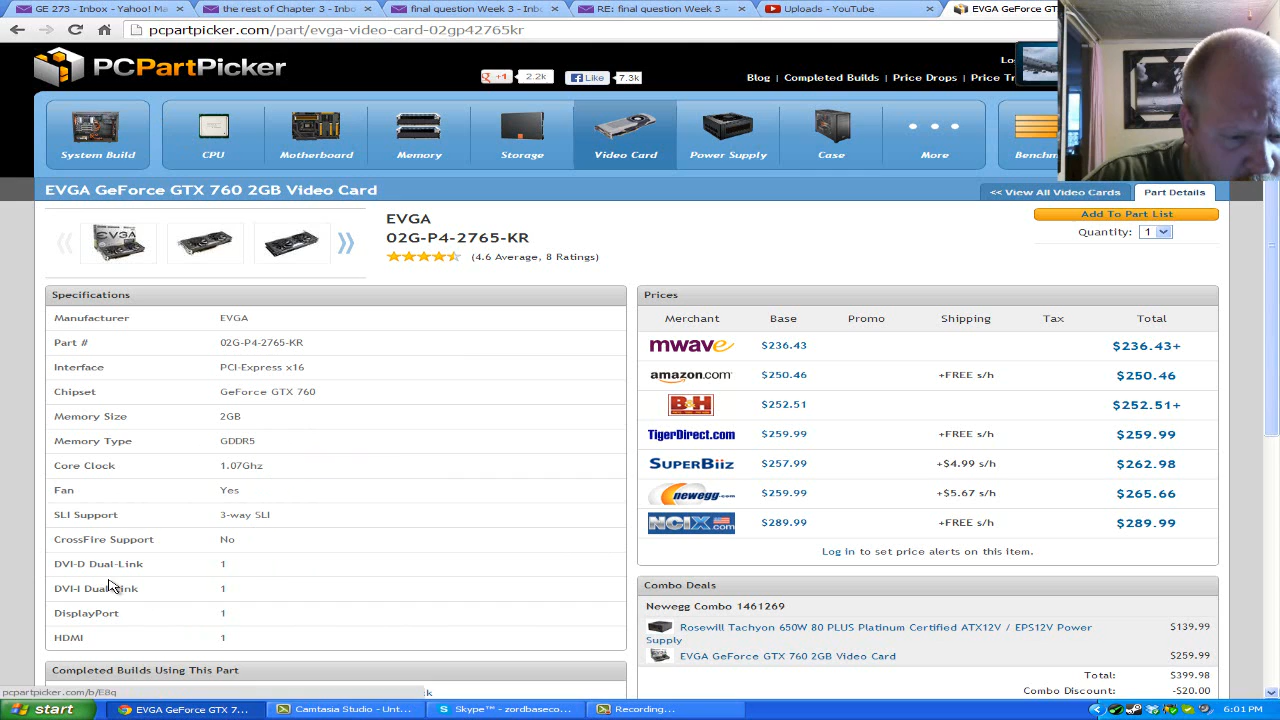 GE 273 - Inbox - Yahoo! Ma
the rest of Chapter 3 - Inbo
final question Week 3 - Inb
RE: final question Week 3 -
Uploads - YouTube
EVGA GeForce GT
pcpartpicker.com/part/evga-video-card-02gp42765kr
PCPARTPICKER
+1 2.2k
Like 7.3k
Lo
Blog Completed Builds Price Drops Price Tr
System Build CPU Motherboard Memory Storage Video Card Power Supply Case More Bench
EVGA GeForce GTX 760 2GB Video Card
<< View All Video Cards Part Details
EVGA
02G-P4-2765-KR
(4.6 Average, 8 Ratings)
Add To Part List
Quantity: 1
Specifications
Manufacturer EVGA
Part # 02G-P4-2765-KR
Interface PCI-Express x16
Chipset GeForce GTX 760
Memory Size 2GB
Memory Type GDDR5
Core Clock 1.07Ghz
Fan Yes
SLI Support 3-way SLI
CrossFire Support No
DVI-D Dual-Link 1
DVI-I Dual-Link 1
DisplayPort 1
HDMI 1
Completed Builds Using This Part
Prices
Merchant Base Promo Shipping Tax Total
mwave $236.43 $236.43+
amazon.com $250.46 +FREE s/h $250.46
B&H $252.51 $252.51+
TigerDirect.com $259.99 +FREE s/h $259.99
SUPERBIIZ $257.99 +$4.99 s/h $262.98
newegg.com $259.99 +$5.67 s/h $265.66
NCIX.com $289.99 +FREE s/h $289.99
Log in to set price alerts on this item.
Combo Deals
Newegg Combo 1461269
Rosewill Tachyon 650W 80 PLUS Platinum Certified ATX12V / EPS12V Power $139.99
Supply
EVGA GeForce GTX 760 2GB Video Card $259.99
Total: $399.98
Combo Discount: -$20.00
pcpartpicker.com/b/E8q
start
EVGA GeForce GTX 7...
Camtasia Studio - Unt...
Skype™ - zordbasecom...
Recording...
6:01 PM